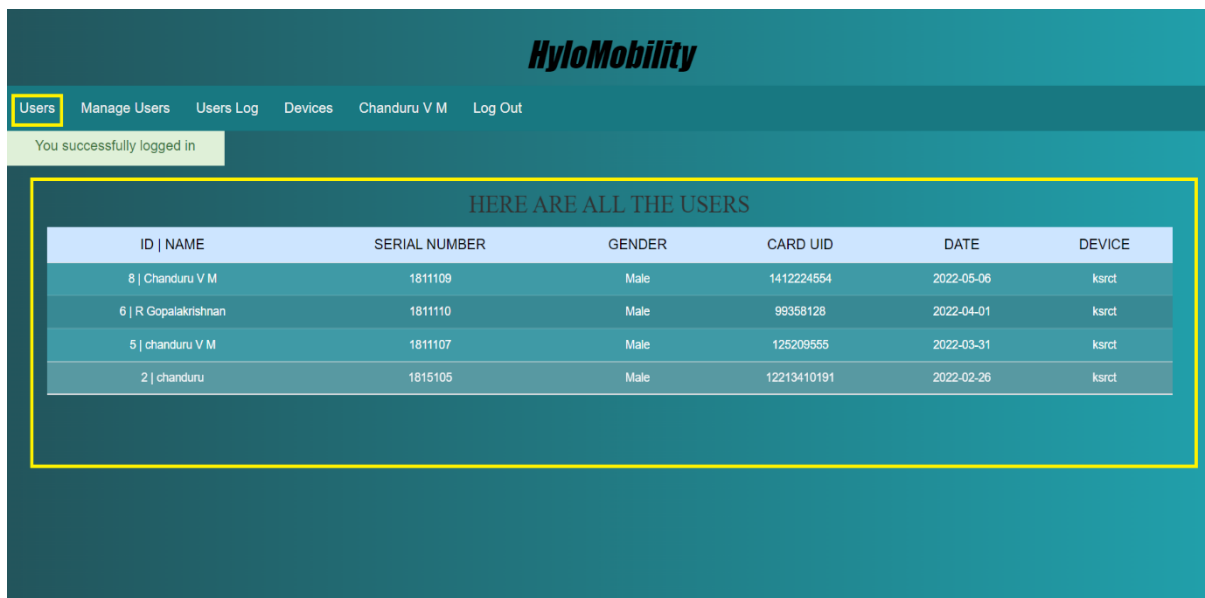 HyloMobility
Users Manage Users Users Log Devices Chanduru V M Log Out
You successfully logged in
HERE ARE ALL THE USERS
ID | NAME SERIAL NUMBER GENDER CARD UID DATE DEVICE
8 | Chanduru V M 1811109 Male 1412224554 2022-05-06 ksrct
6 | R Gopalakrishnan 1811110 Male 99358128 2022-04-01 ksrct
5 | chanduru V M 1811107 Male 125209555 2022-03-31 ksrct
2 | chanduru 1815105 Male 12213410191 2022-02-26 ksrct